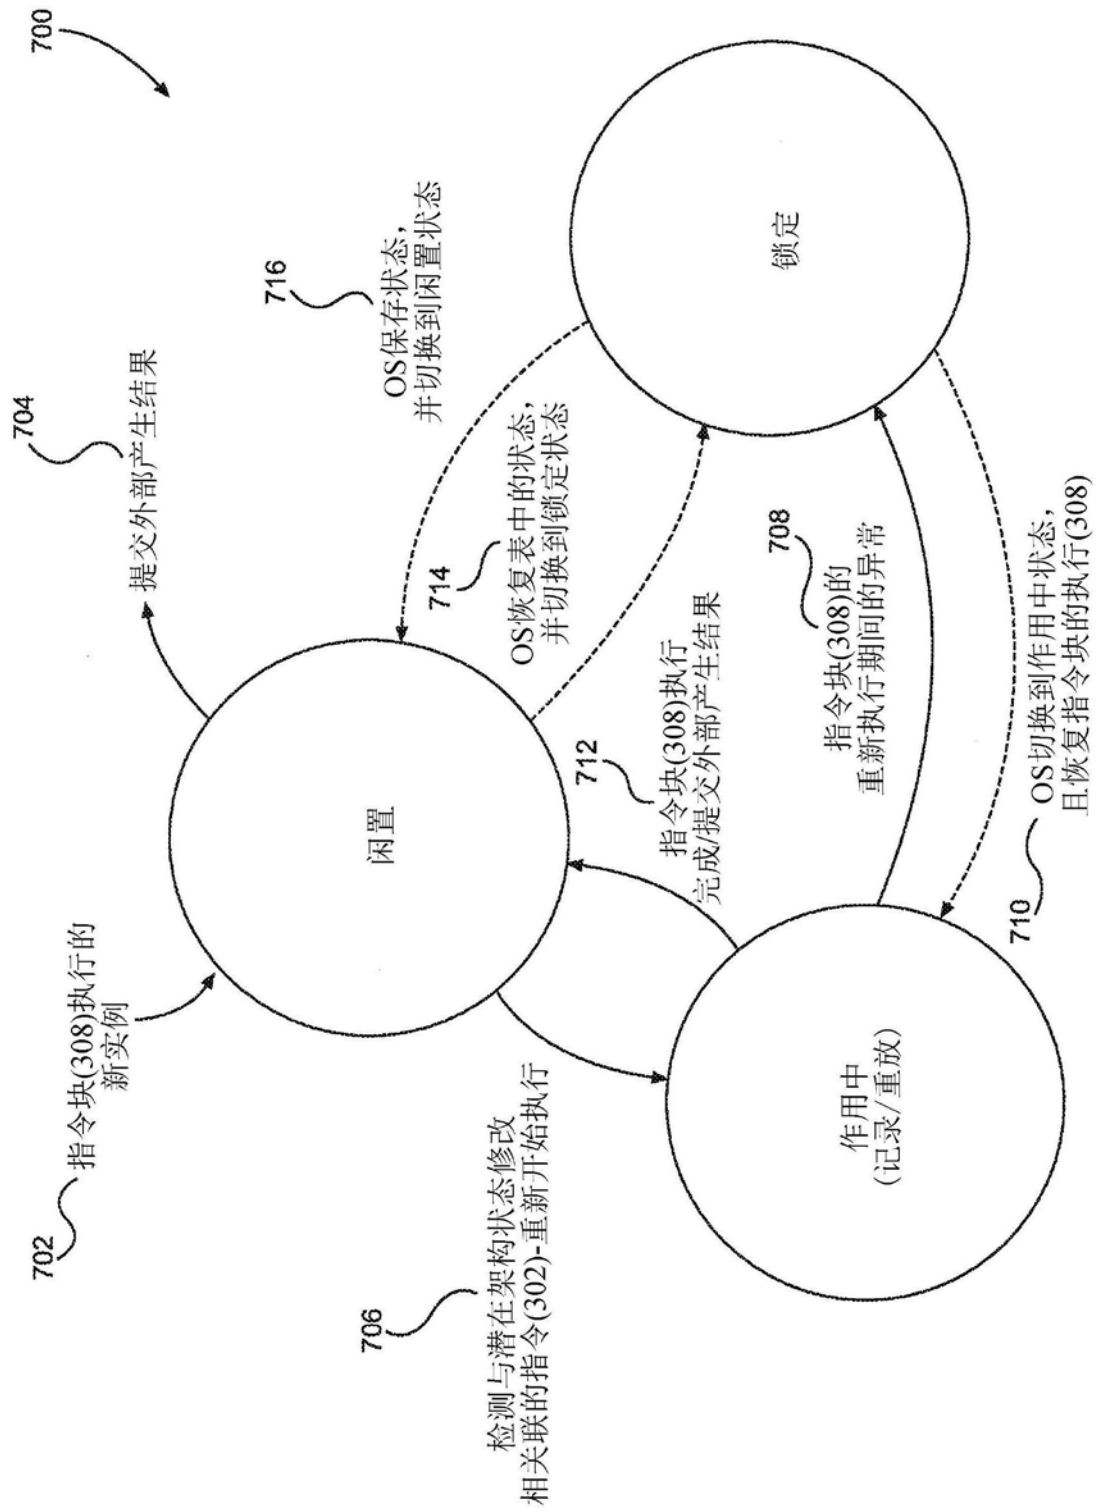 700
702
指令块(308)执行的
新实例
704
提交外部产生结果
706
检测与潜在架构状态修改
相关联的指令(302)-重新开始执行
闲置
716
OS保存状态，
并切换到闲置状态
714
OS恢复表中的状态，
并切换到锁定状态
712
指令块(308)执行
完成/提交外部产生结果
锁定
708
指令块(308)的
重新执行期间的异常
作用中
(记录/重放)
710
OS切换到作用中状态，
且恢复指令块的执行(308)